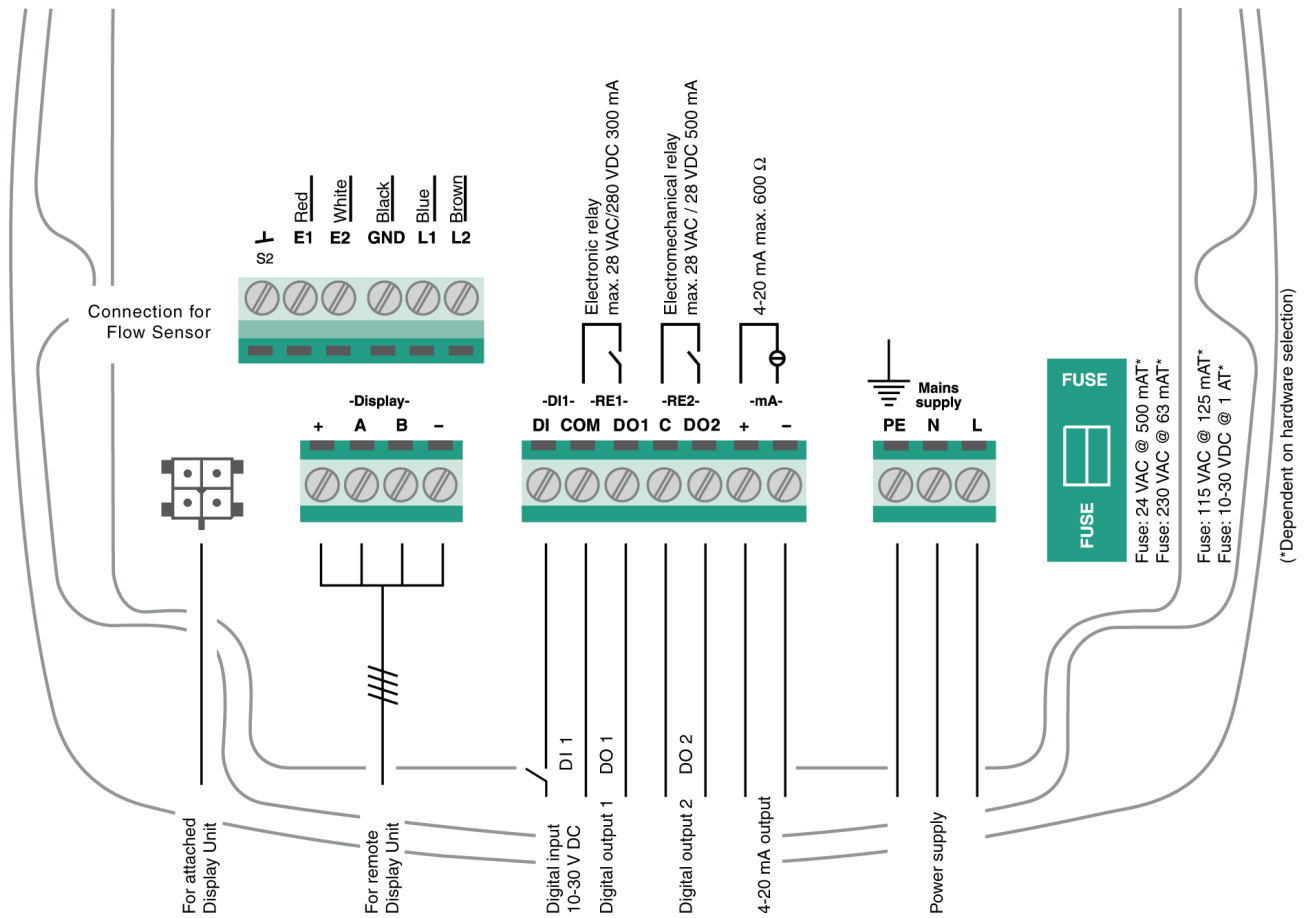 Red
White
Black
Blue
Brown
E1 E2 GND L1 L2
S2
Connection for
Flow Sensor
Electronic relay
max. 28 VAC/280 VDC 300 mA
Electromechanical relay
max. 28 VAC / 28 VDC 500 mA
4-20 mA max. 600 Ω
-Display-
+ A B –
-DI1- -RE1- -RE2- -mA-
DI COM DO1 C DO2 + –
Mains
supply
PE N L
FUSE
FUSE
Fuse: 24 VAC @ 500 mAT*
Fuse: 230 VAC @ 63 mAT*
Fuse: 115 VAC @ 125 mAT*
Fuse: 10-30 VDC @ 1 AT*
(*Dependent on hardware selection)
DI 1
DO 1
DO 2
For attached
Display Unit
For remote
Display Unit
Digital input
10-30 V DC
Digital output 1
Digital output 2
4-20 mA output
Power supply